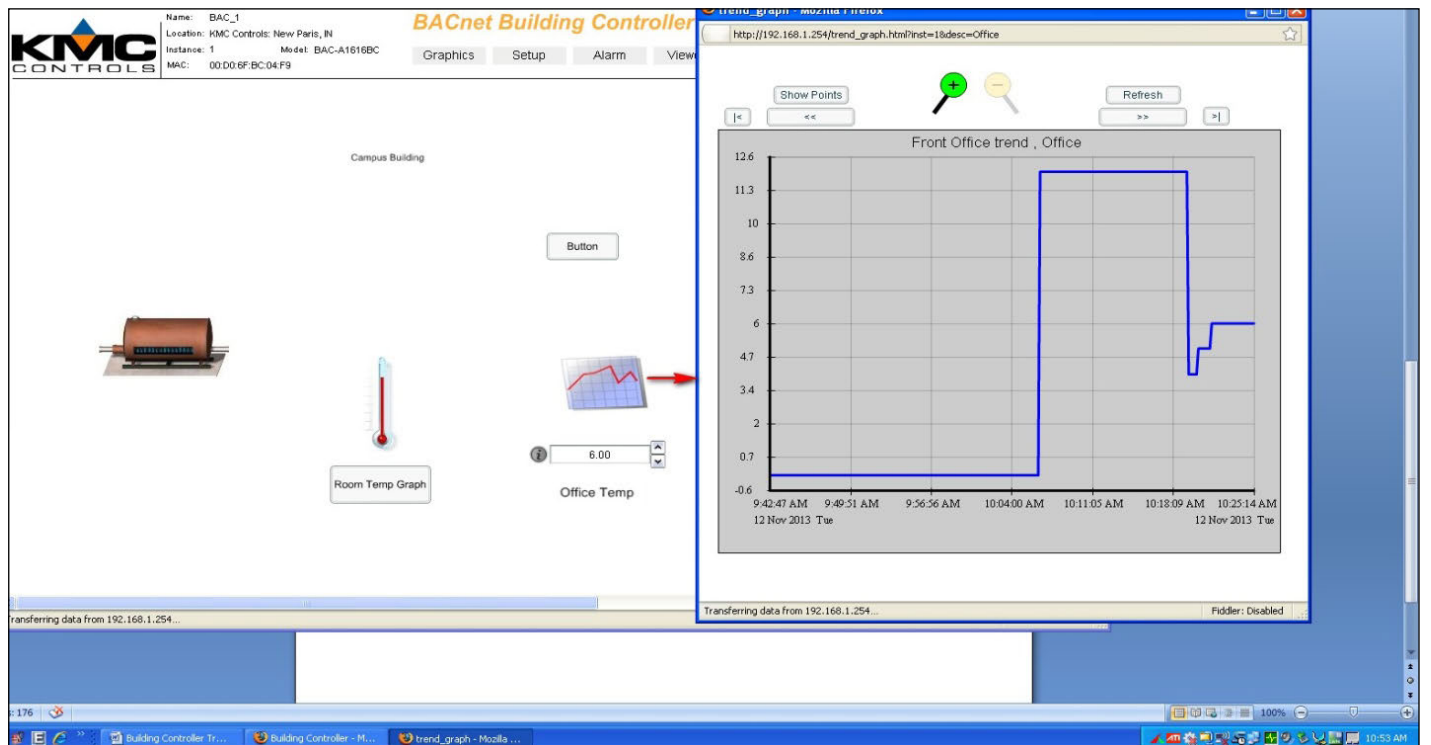 KMC
CONTROLS
Name: BAC_1
Location: KMC Controls: New Paris, IN
Instance: 1 Model: BAC-A1616BC
MAC: 00:D0:6F:BC:04:F9
BACnet Building Controller
Graphics Setup Alarm View
Campus Building
Button
Room Temp Graph
6.00
Office Temp
Transferring data from 192.168.1.254...
trend_graph - Mozilla Firefox
http://192.168.1.254/trend_graph.html?inst=1&desc=Office
Show Points
Refresh
|<
<<
>>
>|
Front Office trend , Office
12.6
11.3
10
8.6
7.3
6
4.7
3.4
2
0.7
-0.6
9:42:47 AM 9:49:51 AM 9:56:56 AM 10:04:00 AM 10:11:05 AM 10:18:09 AM 10:25:14 AM
12 Nov 2013 Tue 12 Nov 2013 Tue
Transferring data from 192.168.1.254... Fiddler: Disabled
: 176
100%
Building Controller Tr... Building Controller - M... trend_graph - Mozilla ...
10:53 AM